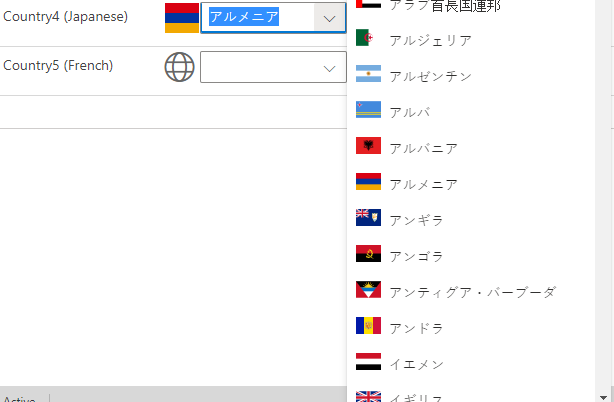 Country4 (Japanese)
アルメニア
Country5 (French)
アラブ首長国連邦
アルジェリア
アルゼンチン
アルバ
アルバニア
アルメニア
アンギラ
アンゴラ
アンティグア・バーブーダ
アンドラ
イエメン
イギリス
Active